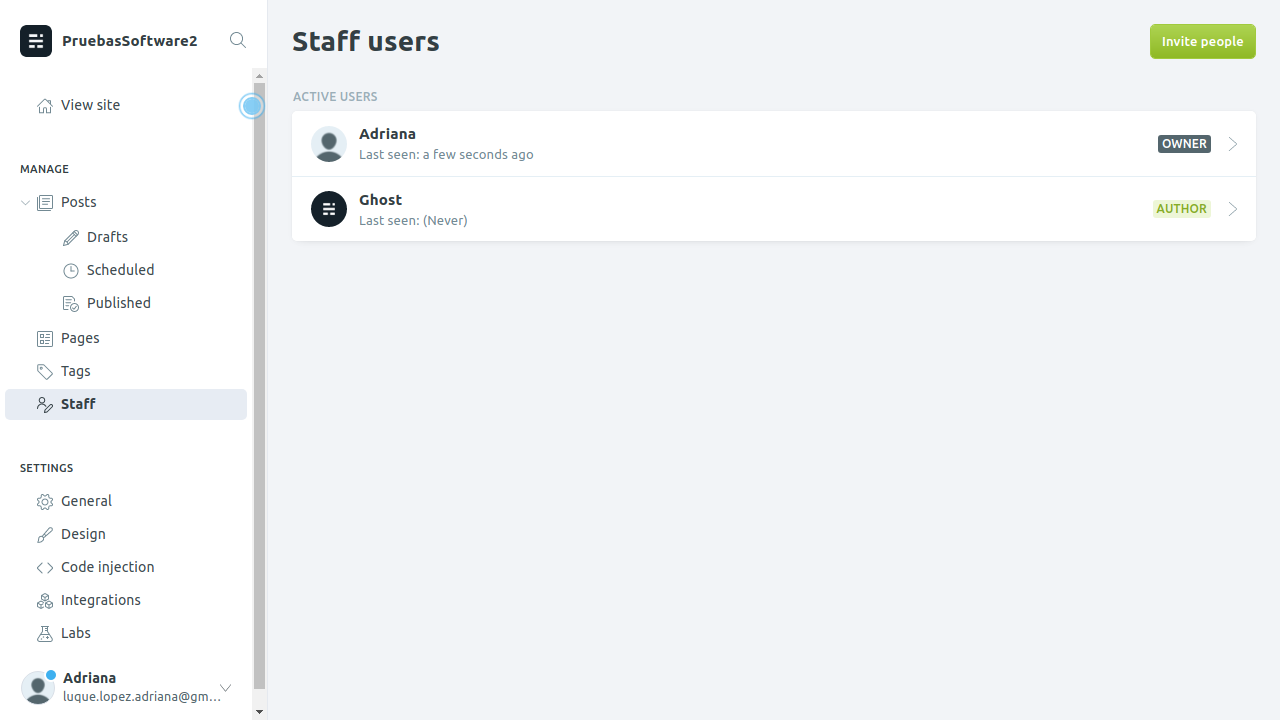 PruebasSoftware2
View site
MANAGE
Posts
Drafts
Scheduled
Published
Pages
Tags
Staff
SETTINGS
General
Design
Code injection
Integrations
Labs
Adriana
luque.lopez.adriana@gm...
Staff users
Invite people
ACTIVE USERS
Adriana
Last seen: a few seconds ago
OWNER
Ghost
Last seen: (Never)
AUTHOR